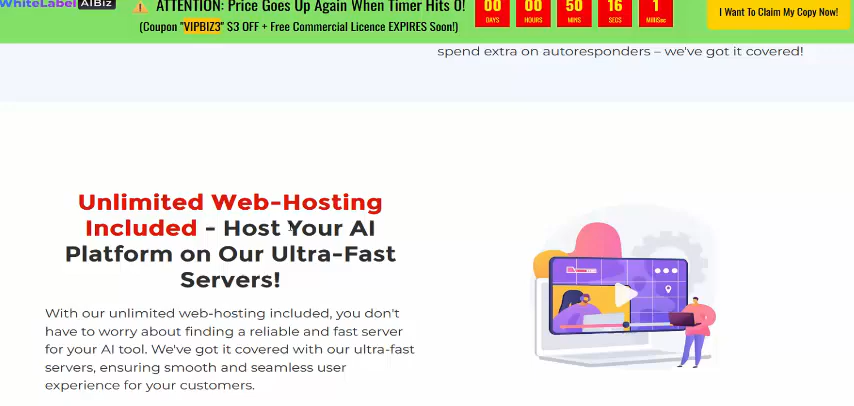 WhiteLabel AIBiz
⚠️ ATTENTION: Price Goes Up Again When Timer Hits 0!
(Coupon "VIPBIZ3" $3 OFF + Free Commercial Licence EXPIRES Soon!)
00 00 50 16 1
DAYS HOURS MINS SECS MilliSec
I Want To Claim My Copy Now!
spend extra on autoresponders – we've got it covered!
Unlimited Web-Hosting
Included - Host Your AI
Platform on Our Ultra-Fast
Servers!
With our unlimited web-hosting included, you don't
have to worry about finding a reliable and fast server
for your AI tool. We've got it covered with our ultra-fast
servers, ensuring smooth and seamless user
experience for your customers.